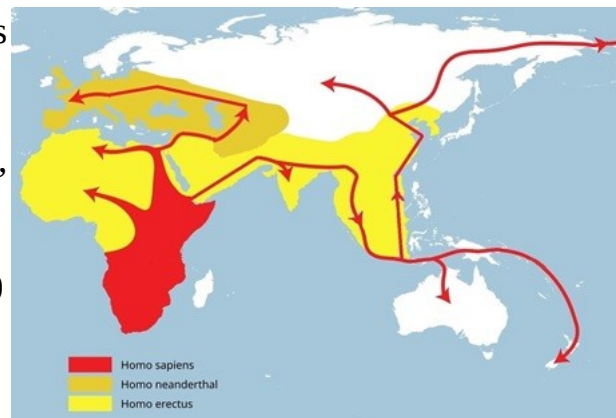 s
,
)
Homo sapiens
Homo neanderthal
Homo erectus